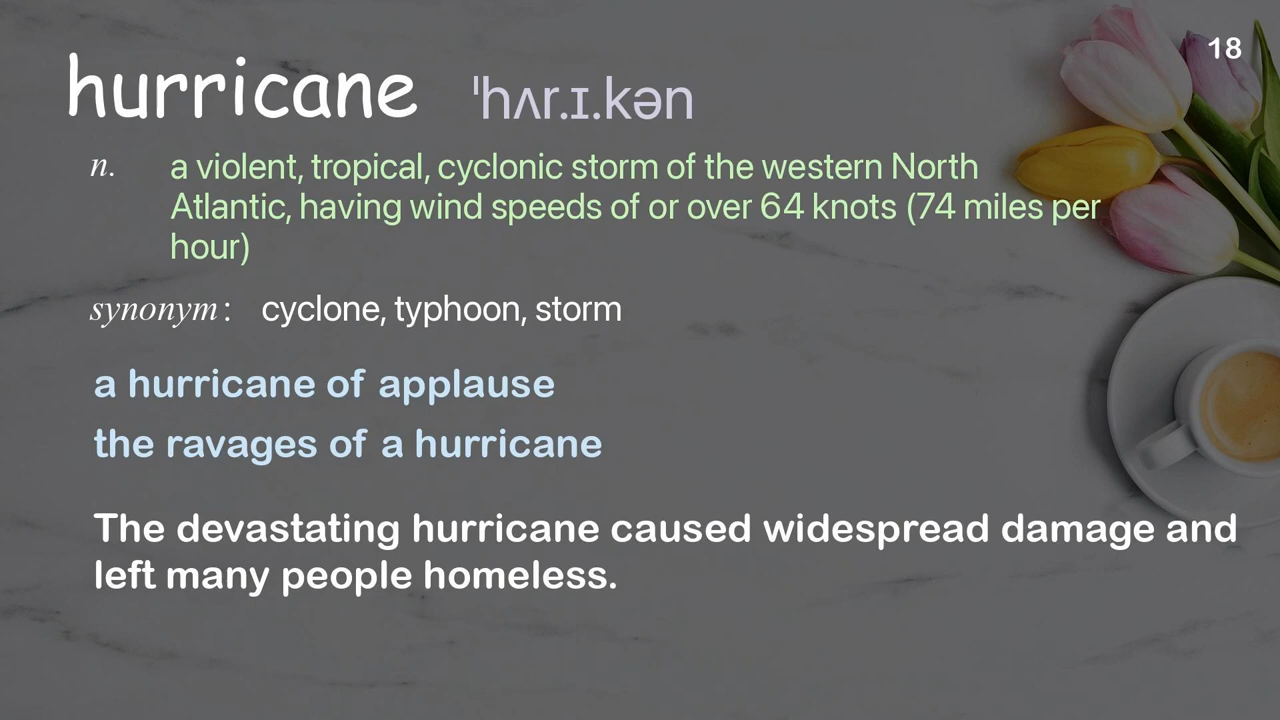 18
hurricane ˈhʌr.ɪ.kən
n. a violent, tropical, cyclonic storm of the western North
Atlantic, having wind speeds of or over 64 knots (74 miles per
hour)
synonym: cyclone, typhoon, storm
a hurricane of applause
the ravages of a hurricane
The devastating hurricane caused widespread damage and
left many people homeless.